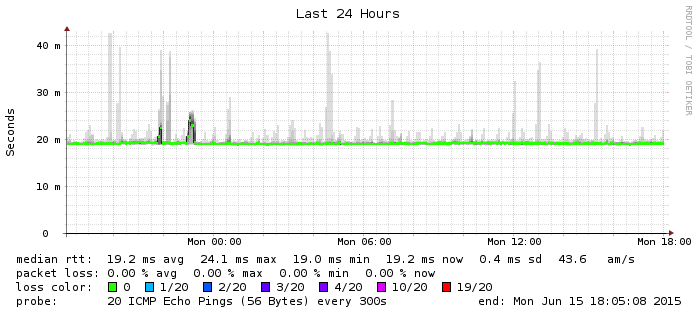 Last 24 Hours
RRDTOOL / TOBI OETIKER
Seconds
40 m
30 m
20 m
10 m
0
Mon 00:00 Mon 06:00 Mon 12:00 Mon 18:00
median rtt: 19.2 ms avg 24.1 ms max 19.0 ms min 19.2 ms now 0.4 ms sd 43.6 am/s
packet loss: 0.00 % avg 0.00 % max 0.00 % min 0.00 % now
loss color: 0 1/20 2/20 3/20 4/20 10/20 19/20
probe: 20 ICMP Echo Pings (56 Bytes) every 300s end: Mon Jun 15 18:05:08 2015